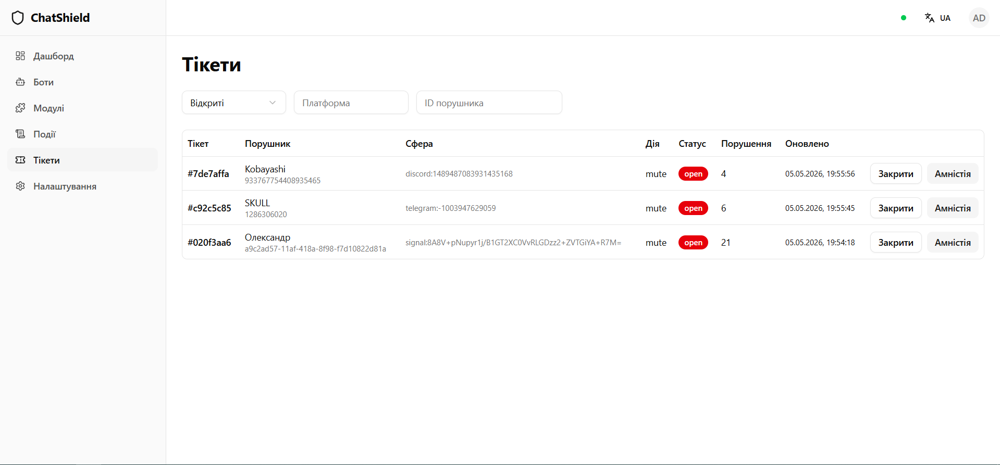 ChatShield
UA
AD
Дашборд
Боти
Модулі
Події
Тікети
Налаштування
Тікети
Відкриті
Платформа
ID порушника
Тікет Порушник Сфера Дія Статус Порушення Оновлено
#7de7affa Kobayashi 933767754408935465 discord:1489487083931435168 mute open 4 05.05.2026, 19:55:56 Закрити Амністія
#c92c5c85 SKULL 1286306020 telegram:-1003947629059 mute open 6 05.05.2026, 19:55:45 Закрити Амністія
#020f3aa6 Олександр a9c2ad57-11af-418a-8f98-f7d10822d81a signal:8A8V+pNupyr1j/B1GT2XC0VvRLGDzz2+ZVTGiYA+R7M= mute open 21 05.05.2026, 19:54:18 Закрити Амністія